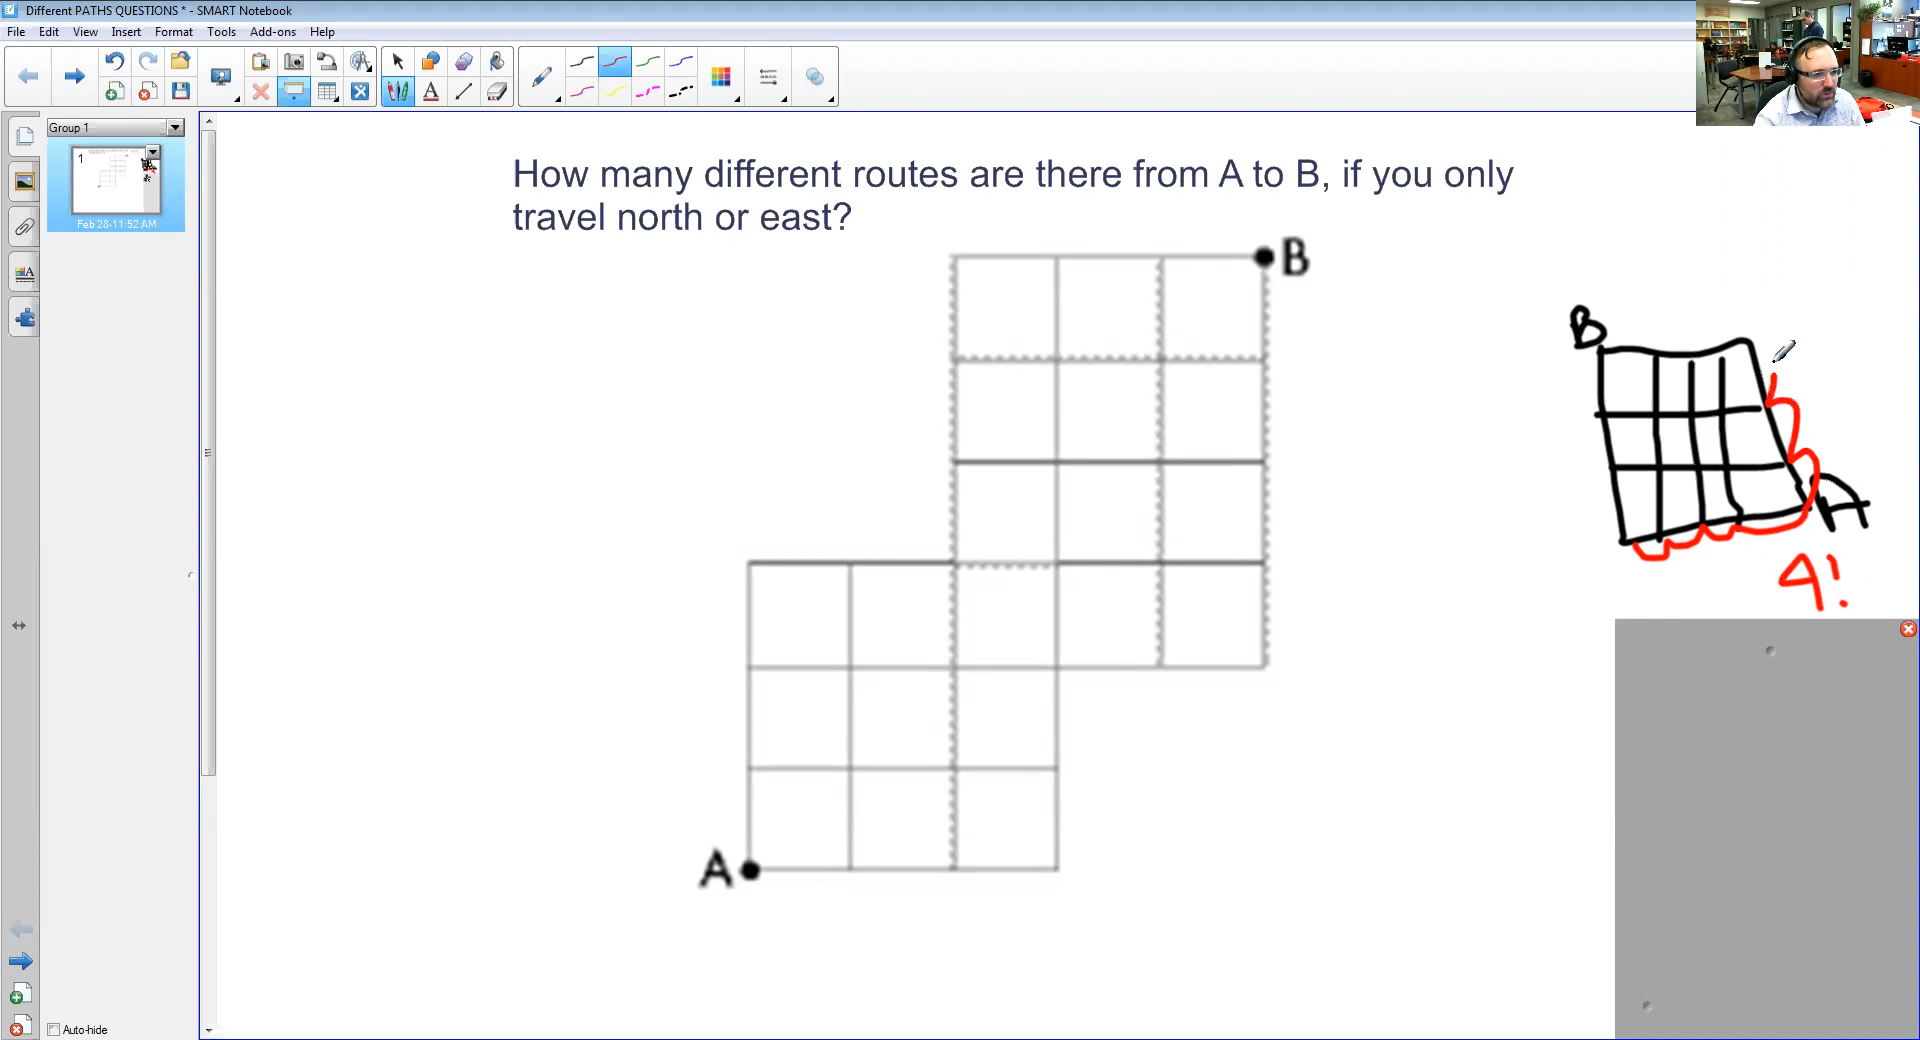 Different PATHS QUESTIONS * - SMART Notebook
File Edit View Insert Format Tools Add-ons Help
Group 1
1
Feb 28-11:52 AM
How many different routes are there from A to B, if you only
travel north or east?
B
B
A
4!
A
Auto-hide